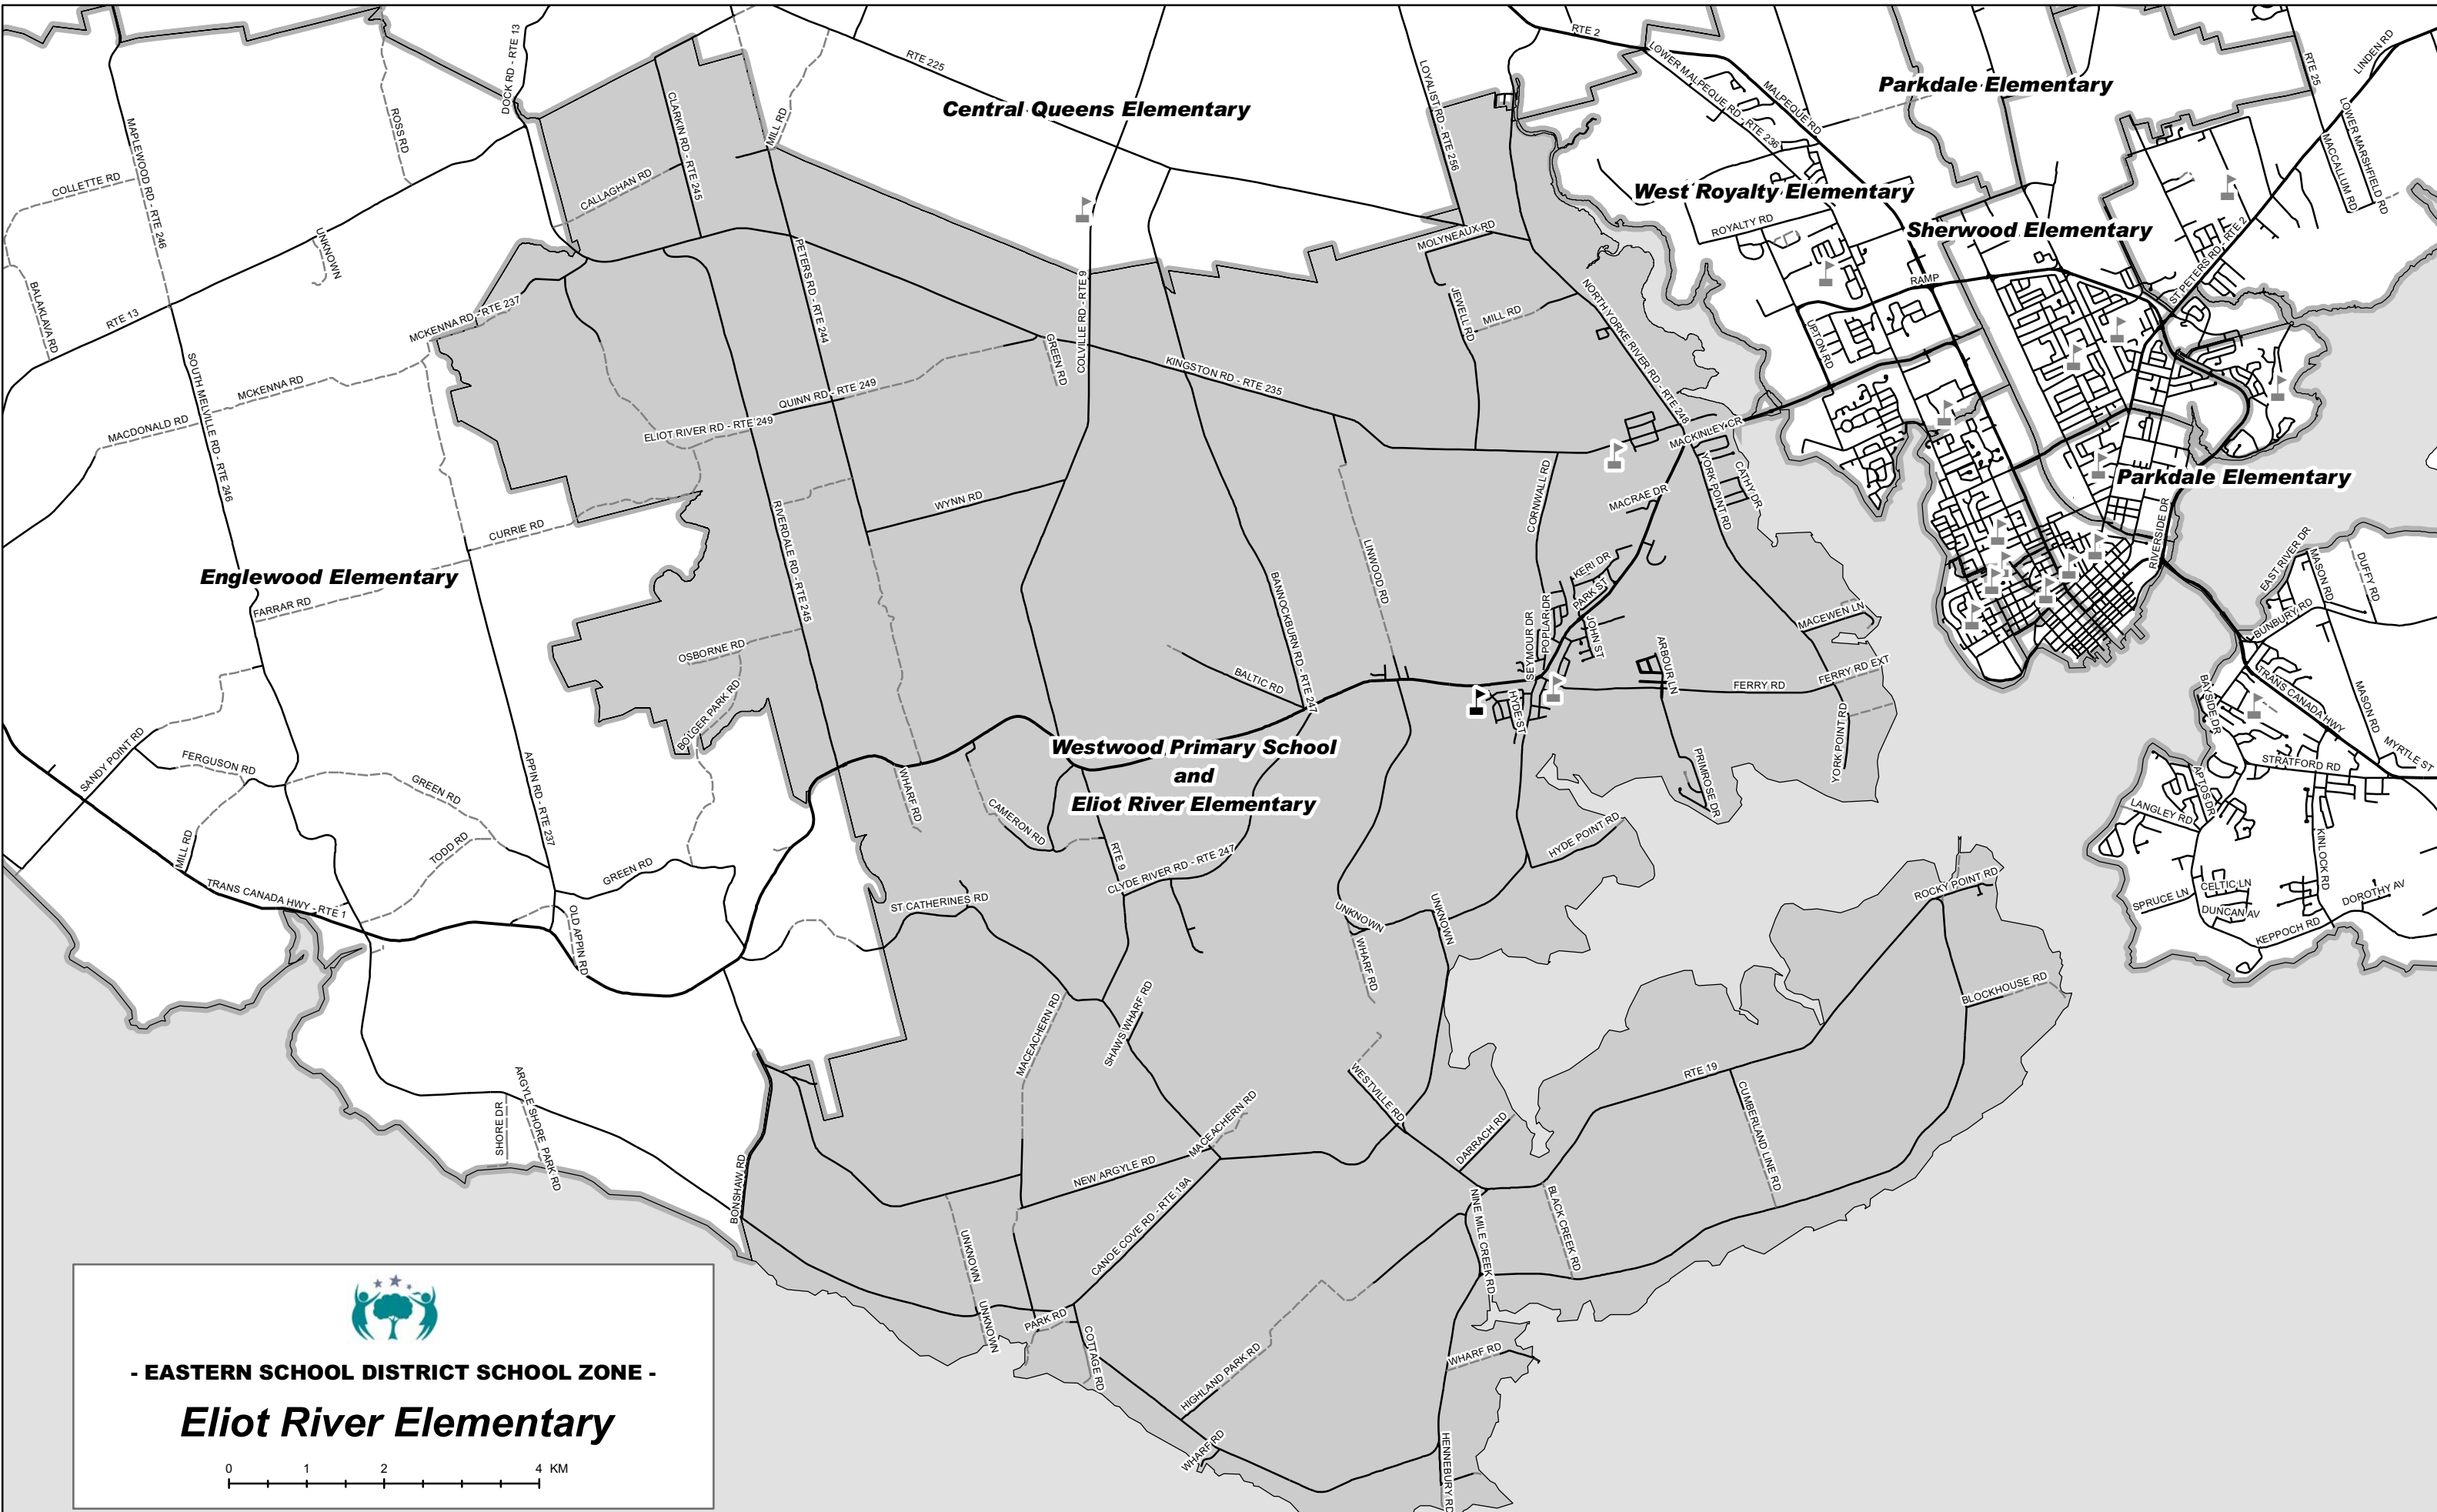 RTE 2
LINDEN RD
DOCK RD - RTE 13
RTE 225
LOWER MALPEQUE RD - RTE 236
MALPEQUE RD
RTE 25
Parkdale Elementary
Central Queens Elementary
LOYALIST RD - RTE 256
ROSS RD
CLARKIN RD - RTE 245
MILL RD
LOWER MARSHFIELD RD
MACCALLUM RD
MAPLEWOOD RD - RTE 246
COLLETTE RD
CALLAGHAN RD
West Royalty Elementary
ROYALTY RD
Sherwood Elementary
MOLYNEAUX RD
UNKNOWN
PETERS RD - RTE 244
COLVILLE RD - RTE 9
ST PETERS RD - RTE 2
RAMP
BALAKLAVA RD
RTE 13
MCKENNA RD - RTE 237
JEWELL RD
MILL RD
NORTH YORKE RIVER RD - RTE 248
UPTON RD
GREEN RD
KINGSTON RD - RTE 235
SOUTH MELVILLE RD - RTE 246
MCKENNA RD
QUINN RD - RTE 249
ELIOT RIVER RD - RTE 249
MACDONALD RD
MACKINLEY CR
YORK POINT RD
CATHY DR
CORNWALL RD
MACRAE DR
Parkdale Elementary
RIVERSIDE DR
WYNN RD
CURRIE RD
RIVERDALE RD - RTE 245
LINWOOD RD
BANNOCKBURN RD - RTE 247
KERI DR
PARK ST
EAST RIVER DR
MASON RD
DUFFY RD
Englewood Elementary
FARRAR RD
SEYMOUR DR
POPLAR DR
JOHN ST
MACEWEN LN
BUNBURY RD
OSBORNE RD
BALTIC RD
ARBOUR LN
FERRY RD
FERRY RD EXT
TRANS CANADA HWY
BAYSIDE DR
MASON RD
HYDE ST
BOLGER PARK RD
YORK POINT RD
SANDY POINT RD
FERGUSON RD
GREEN RD
APPIN RD - RTE 237
WHARF RD
Westwood Primary School
and
Eliot River Elementary
PRIMROSE DR
MYRTLE ST
STRATFORD RD
APTOS DR
LANGLEY RD
CAMERON RD
HYDE POINT RD
KINLOCK RD
MILL RD
TODD RD
GREEN RD
RTE 9
CLYDE RIVER RD - RTE 247
TRANS CANADA HWY - RTE 1
OLD APPIN RD
ST CATHERINES RD
UNKNOWN
UNKNOWN
WHARF RD
ROCKY POINT RD
SPRUCE LN
CELTIC LN
DUNCAN AV
DOROTHY AV
KEPPOCH RD
BLOCKHOUSE RD
MACEACHERN RD
SHAWS WHARF RD
WESTVILLE RD
RTE 19
CUMBERLAND LINE RD
DARRACH RD
SHORE DR
ARGYLE SHORE PARK RD
MACEACHERN RD
NEW ARGYLE RD
BONSHAW RD
CANOE COVE RD - RTE 19A
NINE MILE CREEK RD
BLACK CREEK RD
UNKNOWN
UNKNOWN
PARK RD
COTTAGE RD
HIGHLAND PARK RD
WHARF RD
WHARF RD
HENNEBURY RD
- EASTERN SCHOOL DISTRICT SCHOOL ZONE -
Eliot River Elementary
0 1 2 4 KM